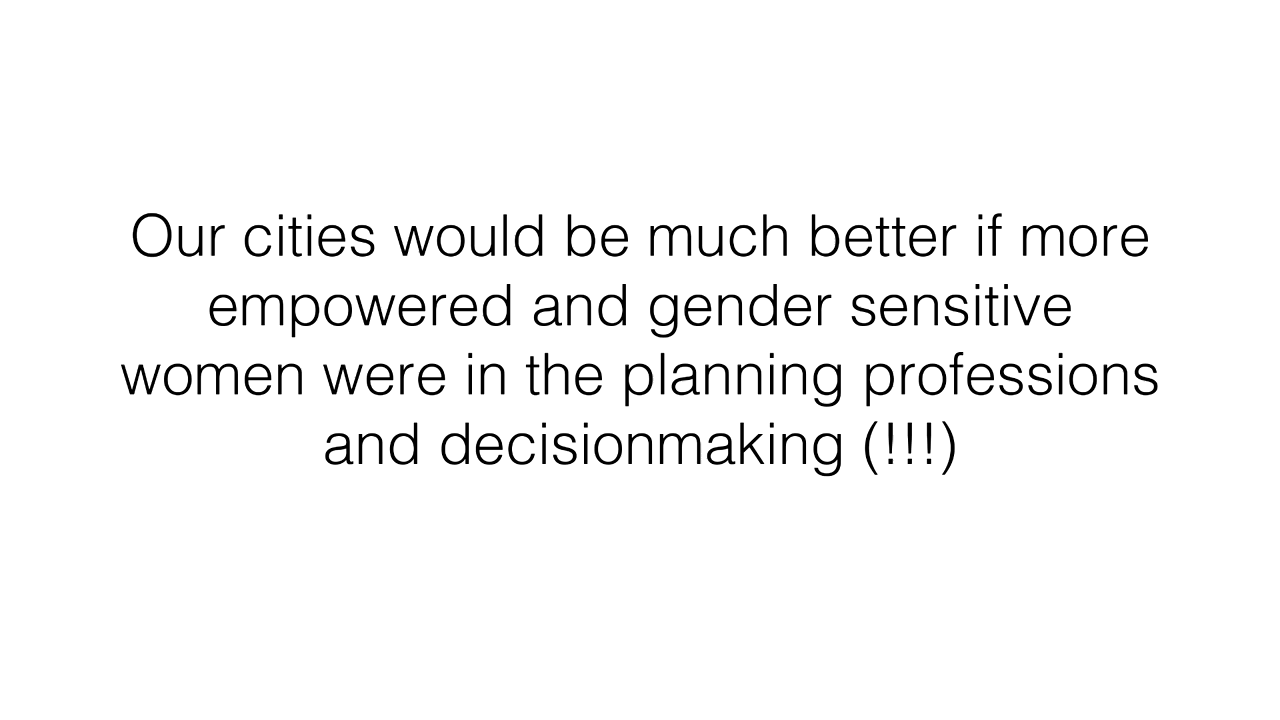 Our cities would be much better if more
empowered and gender sensitive
women were in the planning professions
and decisionmaking (!!!)